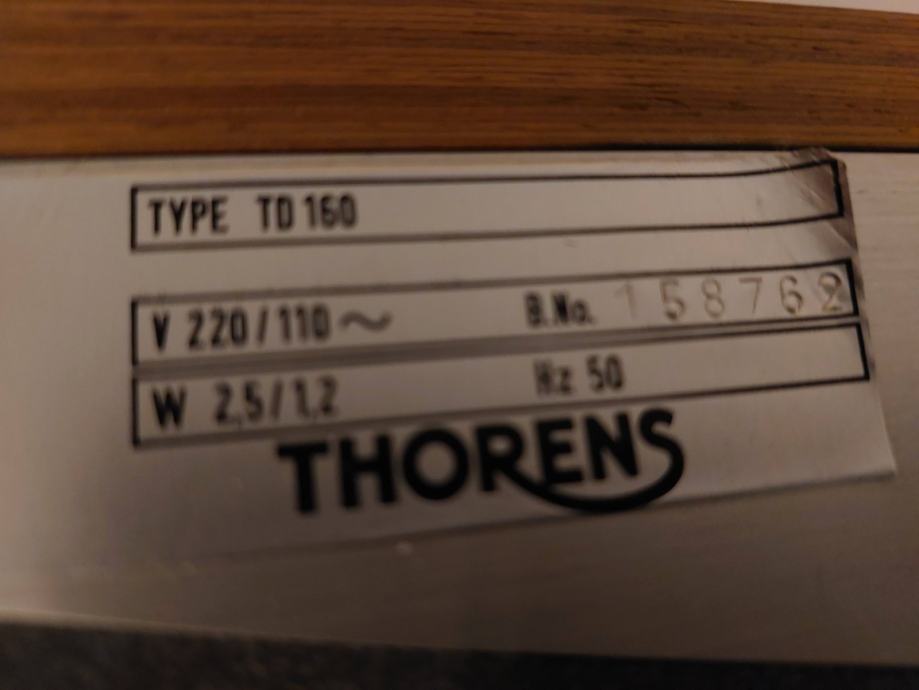 TYPE TD 160
V 220/110~ B.No. 158762
W 2,5/1,2 Hz 50
THORENS